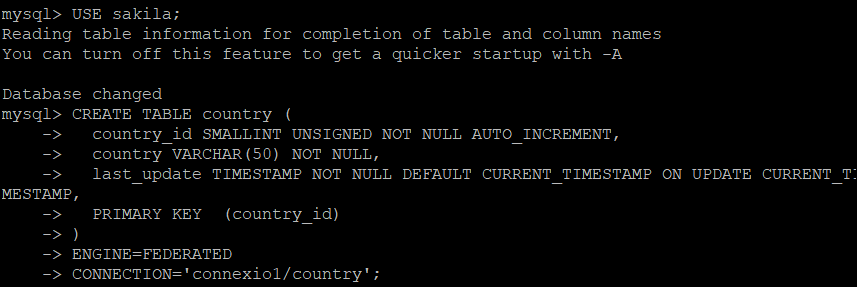 mysql> USE sakila;
Reading table information for completion of table and column names
You can turn off this feature to get a quicker startup with -A

Database changed
mysql> CREATE TABLE country (
    ->   country_id SMALLINT UNSIGNED NOT NULL AUTO_INCREMENT,
    ->   country VARCHAR(50) NOT NULL,
    ->   last_update TIMESTAMP NOT NULL DEFAULT CURRENT_TIMESTAMP ON UPDATE CURRENT_TI
MESTAMP,
    ->   PRIMARY KEY  (country_id)
    -> )
    -> ENGINE=FEDERATED
    -> CONNECTION='connexio1/country';